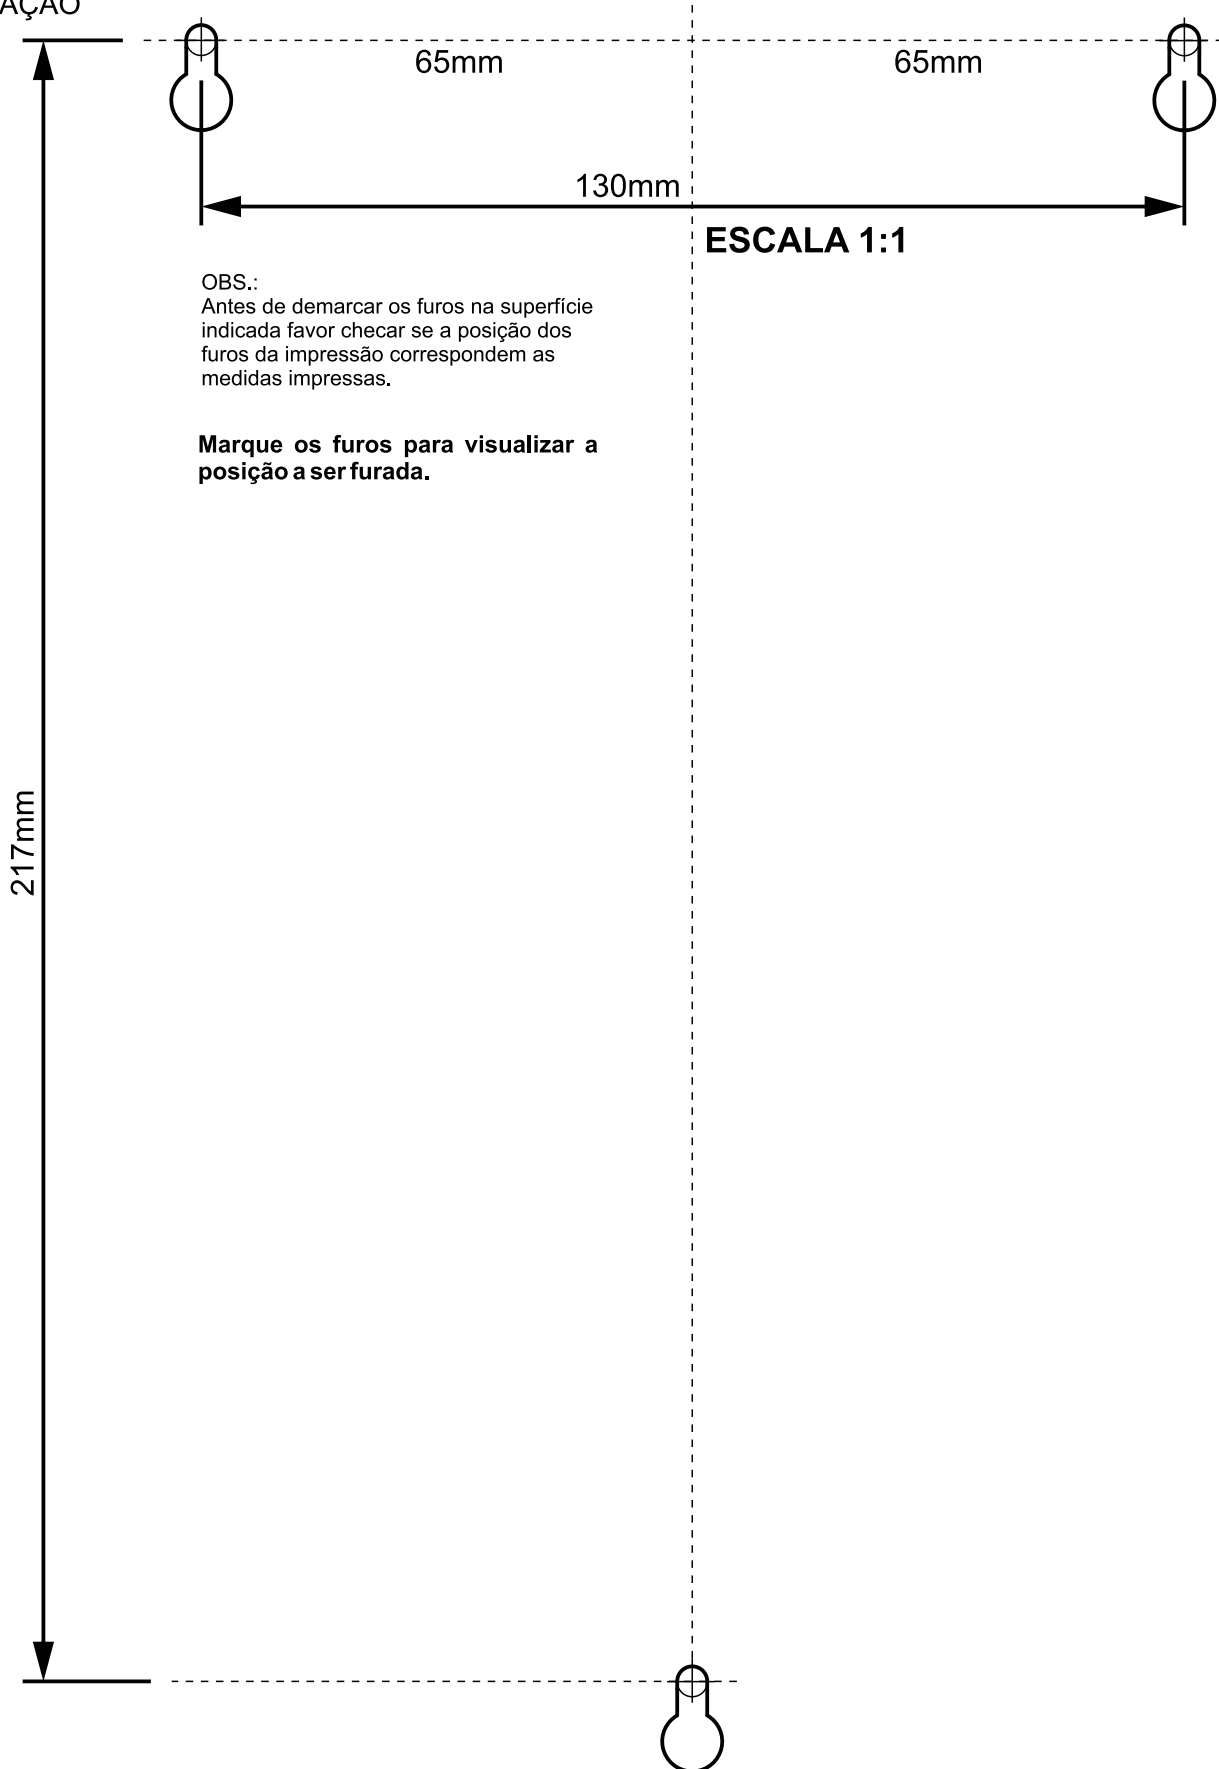 65mm
65mm
130mm
ESCALA 1:1
OBS.:
Antes de demarcar os furos na superfície
indicada favor checar se a posição dos
furos da impressão correspondem as
medidas impressas.
Marque os furos para visualizar a
posição a ser furada.
217mm